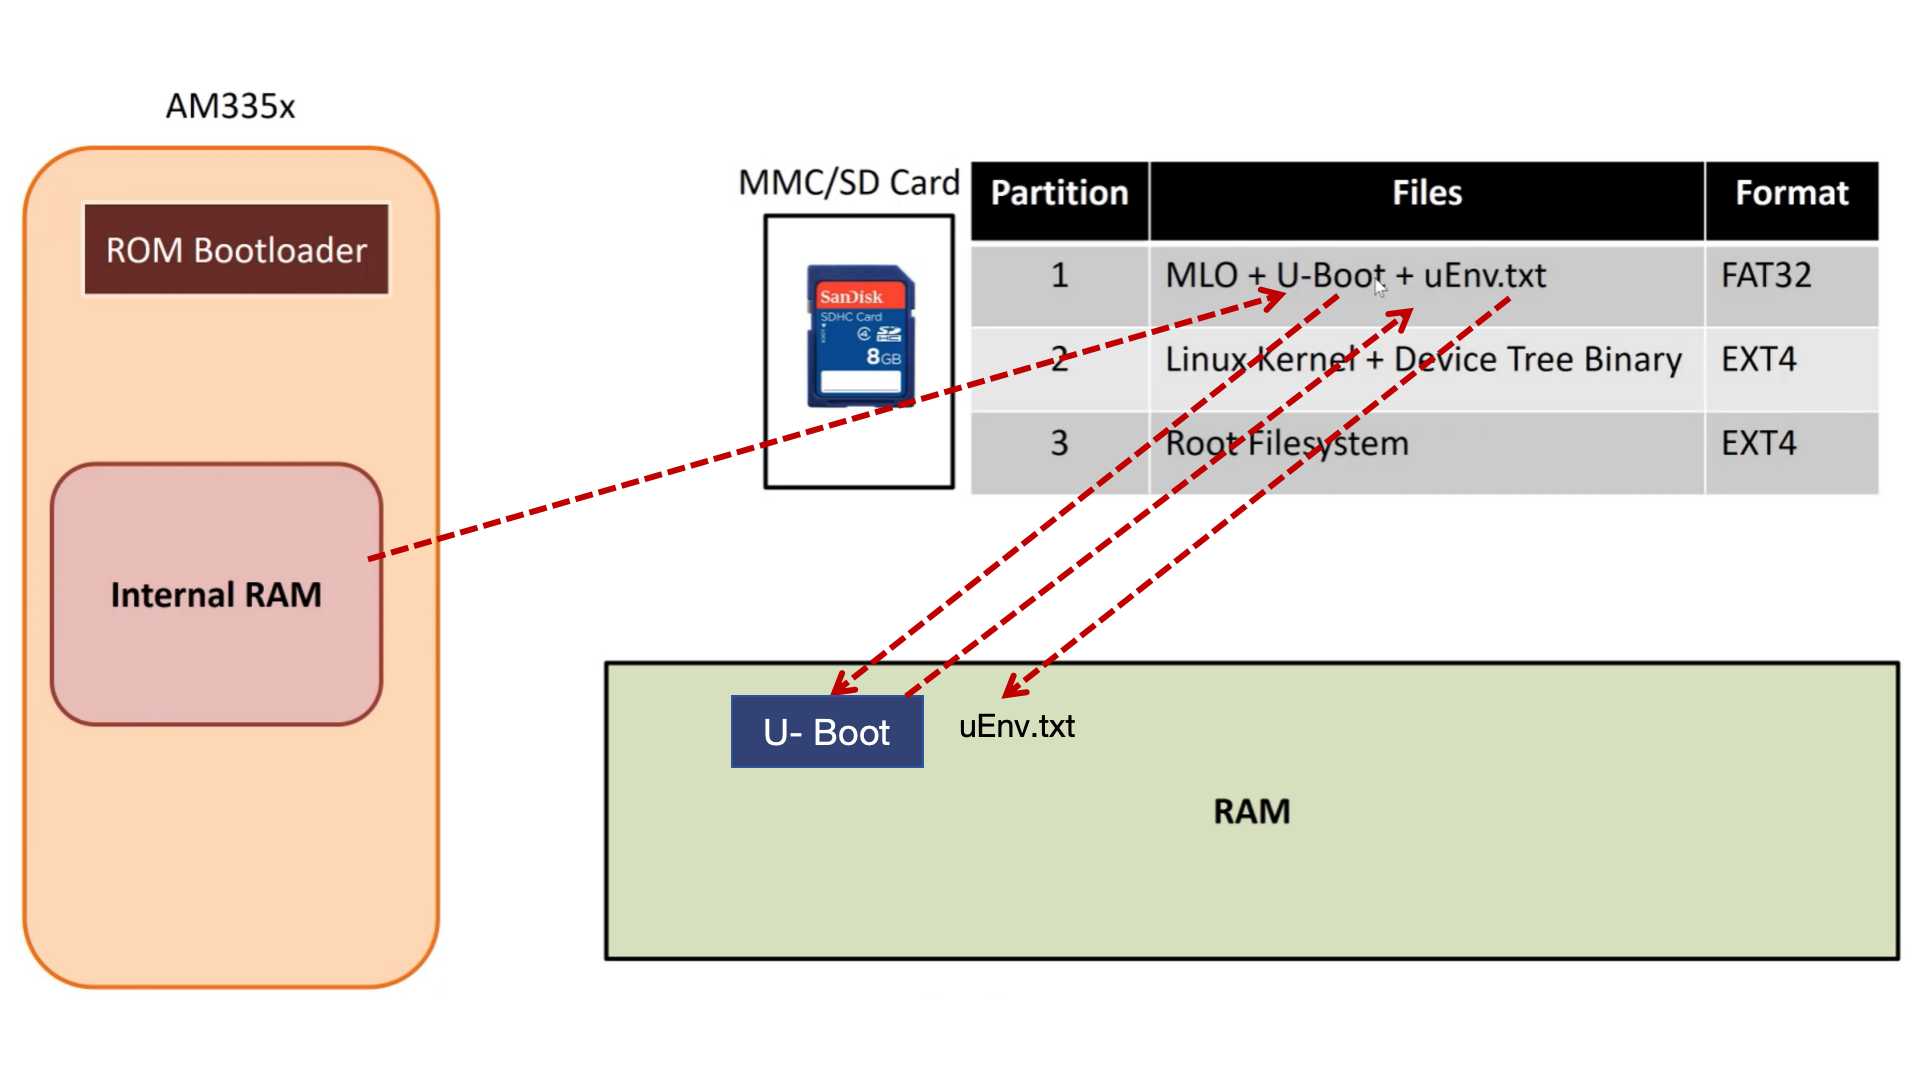 AM335x
ROM Bootloader
Internal RAM
MMC/SD Card
SanDisk
SDHC Card
4
8GB
Partition Files Format
1 MLO + U-Boot + uEnv.txt FAT32
2 Linux Kernel + Device Tree Binary EXT4
3 Root Filesystem EXT4
U- Boot
uEnv.txt
RAM